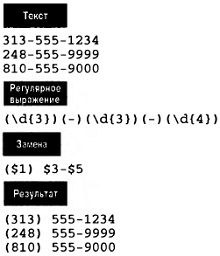 Текст
313-555-1234
248-555-9999
810-555-9000
Регулярное
выражение
(\d{3})(-)(\d{3})(-)(\d{4})
Замена
($1) $3-$5
Результат
(313) 555-1234
(248) 555-9999
(810) 555-9000